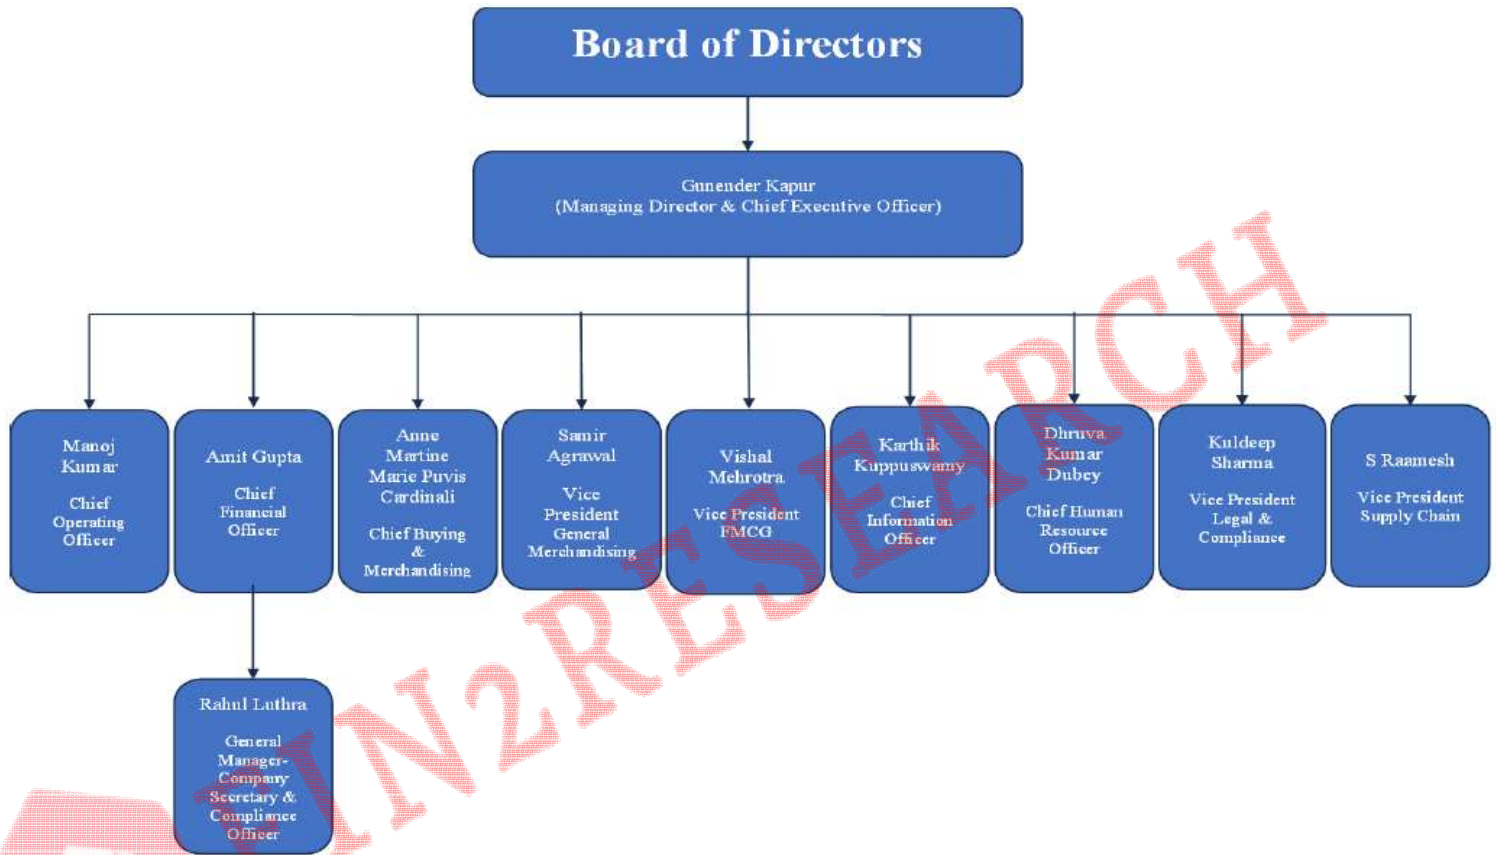 Board of Directors
Gunender Kapur
(Managing Director & Chief Executive Officer)
Manoj
Kumar
Chief
Operating
Officer
Amit Gupta
Chief
Financial
Officer
Anne
Martine
Marie Puvis
Cardinali
Chief Buying
&
Merchandising
Samir
Agrawal
Vice
President
General
Merchandising
Vishal
Mehrotra
Vice President
FMCG
Karthik
Kuppuswamy
Chief
Information
Officer
Dhruva
Kumar
Dubey
Chief Human
Resource
Officer
Kuldeep
Sharma
Vice President
Legal &
Compliance
S Raamesh
Vice President
Supply Chain
Rahul Luthra
General
Manager-
Company
Secretary &
Compliance
Officer
EIN2RESEARCH